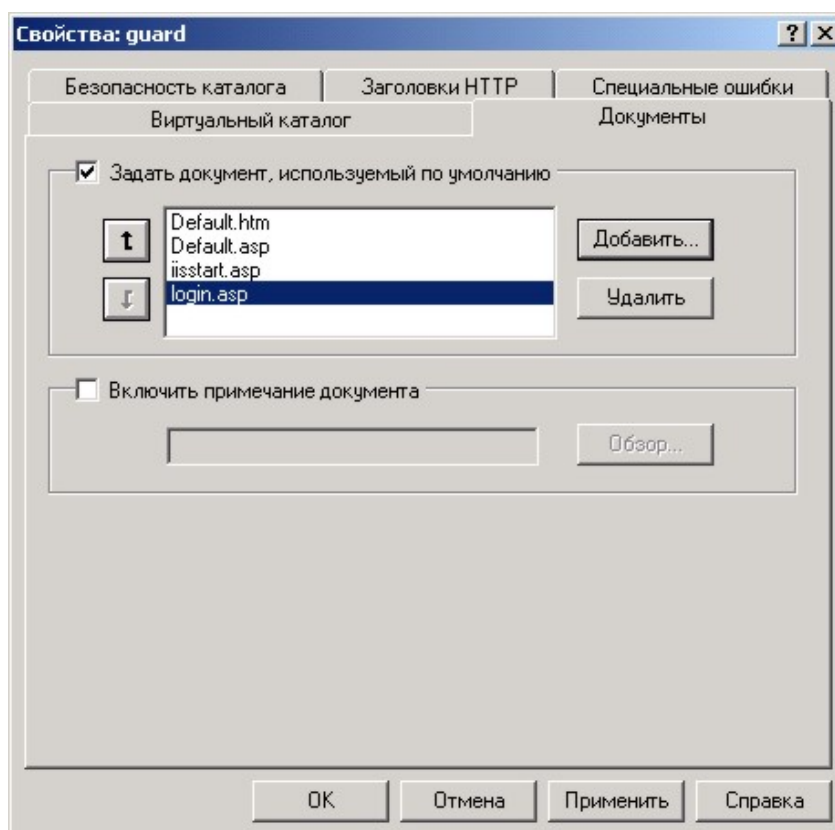 Свойства: guard
Безопасность каталога
Заголовки HTTP
Специальные ошибки
Виртуальный каталог
Документы
Задать документ, используемый по умолчанию
Default.htm
Default.asp
iisstart.asp
login.asp
Добавить...
Удалить
Включить примечание документа
Обзор...
OK
Отмена
Применить
Справка